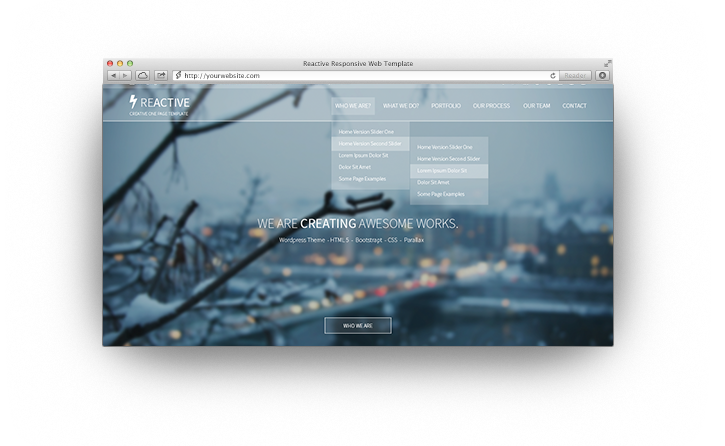 Reactive Responsive Web Template
http://yourwebsite.com
Reader
REACTIVE
CREATIVE ONE PAGE TEMPLATE
WHO WE ARE? WHAT WE DO? PORTFOLIO OUR PROCESS OUR TEAM CONTACT
Home Version Slider One
Home Version Second Slider
Lorem Ipsum Dolor Sit
Dolor Sit Amet
Some Page Examples
Home Version Slider One
Home Version Second Slider
Lorem Ipsum Dolor Sit
Dolor Sit Amet
Some Page Examples
WE ARE CREATING AWESOME WORKS.
Wordpress Theme - HTML 5 - Bootstrapt - CSS - Parallax
WHO WE ARE